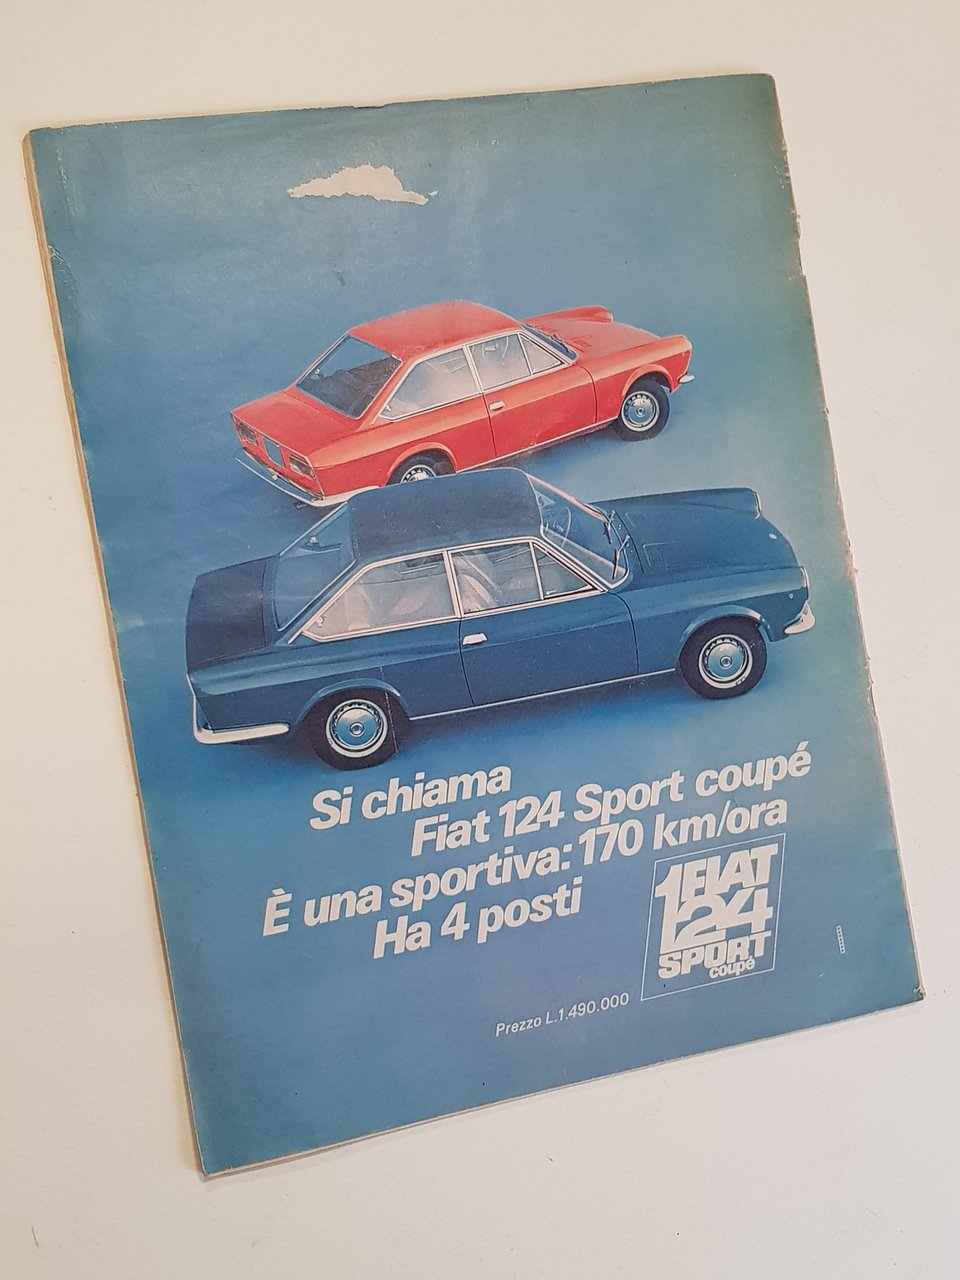 Si chiama
Fiat 124 Sport coupé
È una sportiva: 170 km/ora
Ha 4 posti
FIAT
124
SPORT
coupé
Prezzo L.1.490.000